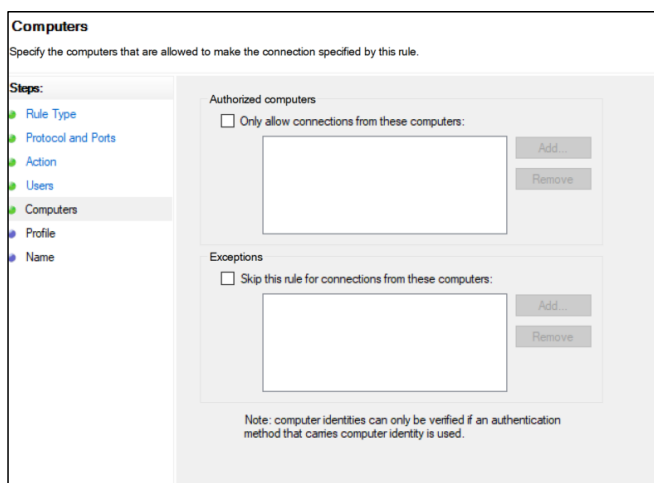 Computers
Specify the computers that are allowed to make the connection specified by this rule.
Steps:
Rule Type
Protocol and Ports
Action
Users
Computers
Profile
Name
Authorized computers
Only allow connections from these computers:
Add...
Remove
Exceptions
Skip this rule for connections from these computers:
Add...
Remove
Note: computer identities can only be verified if an authentication
method that carries computer identity is used.